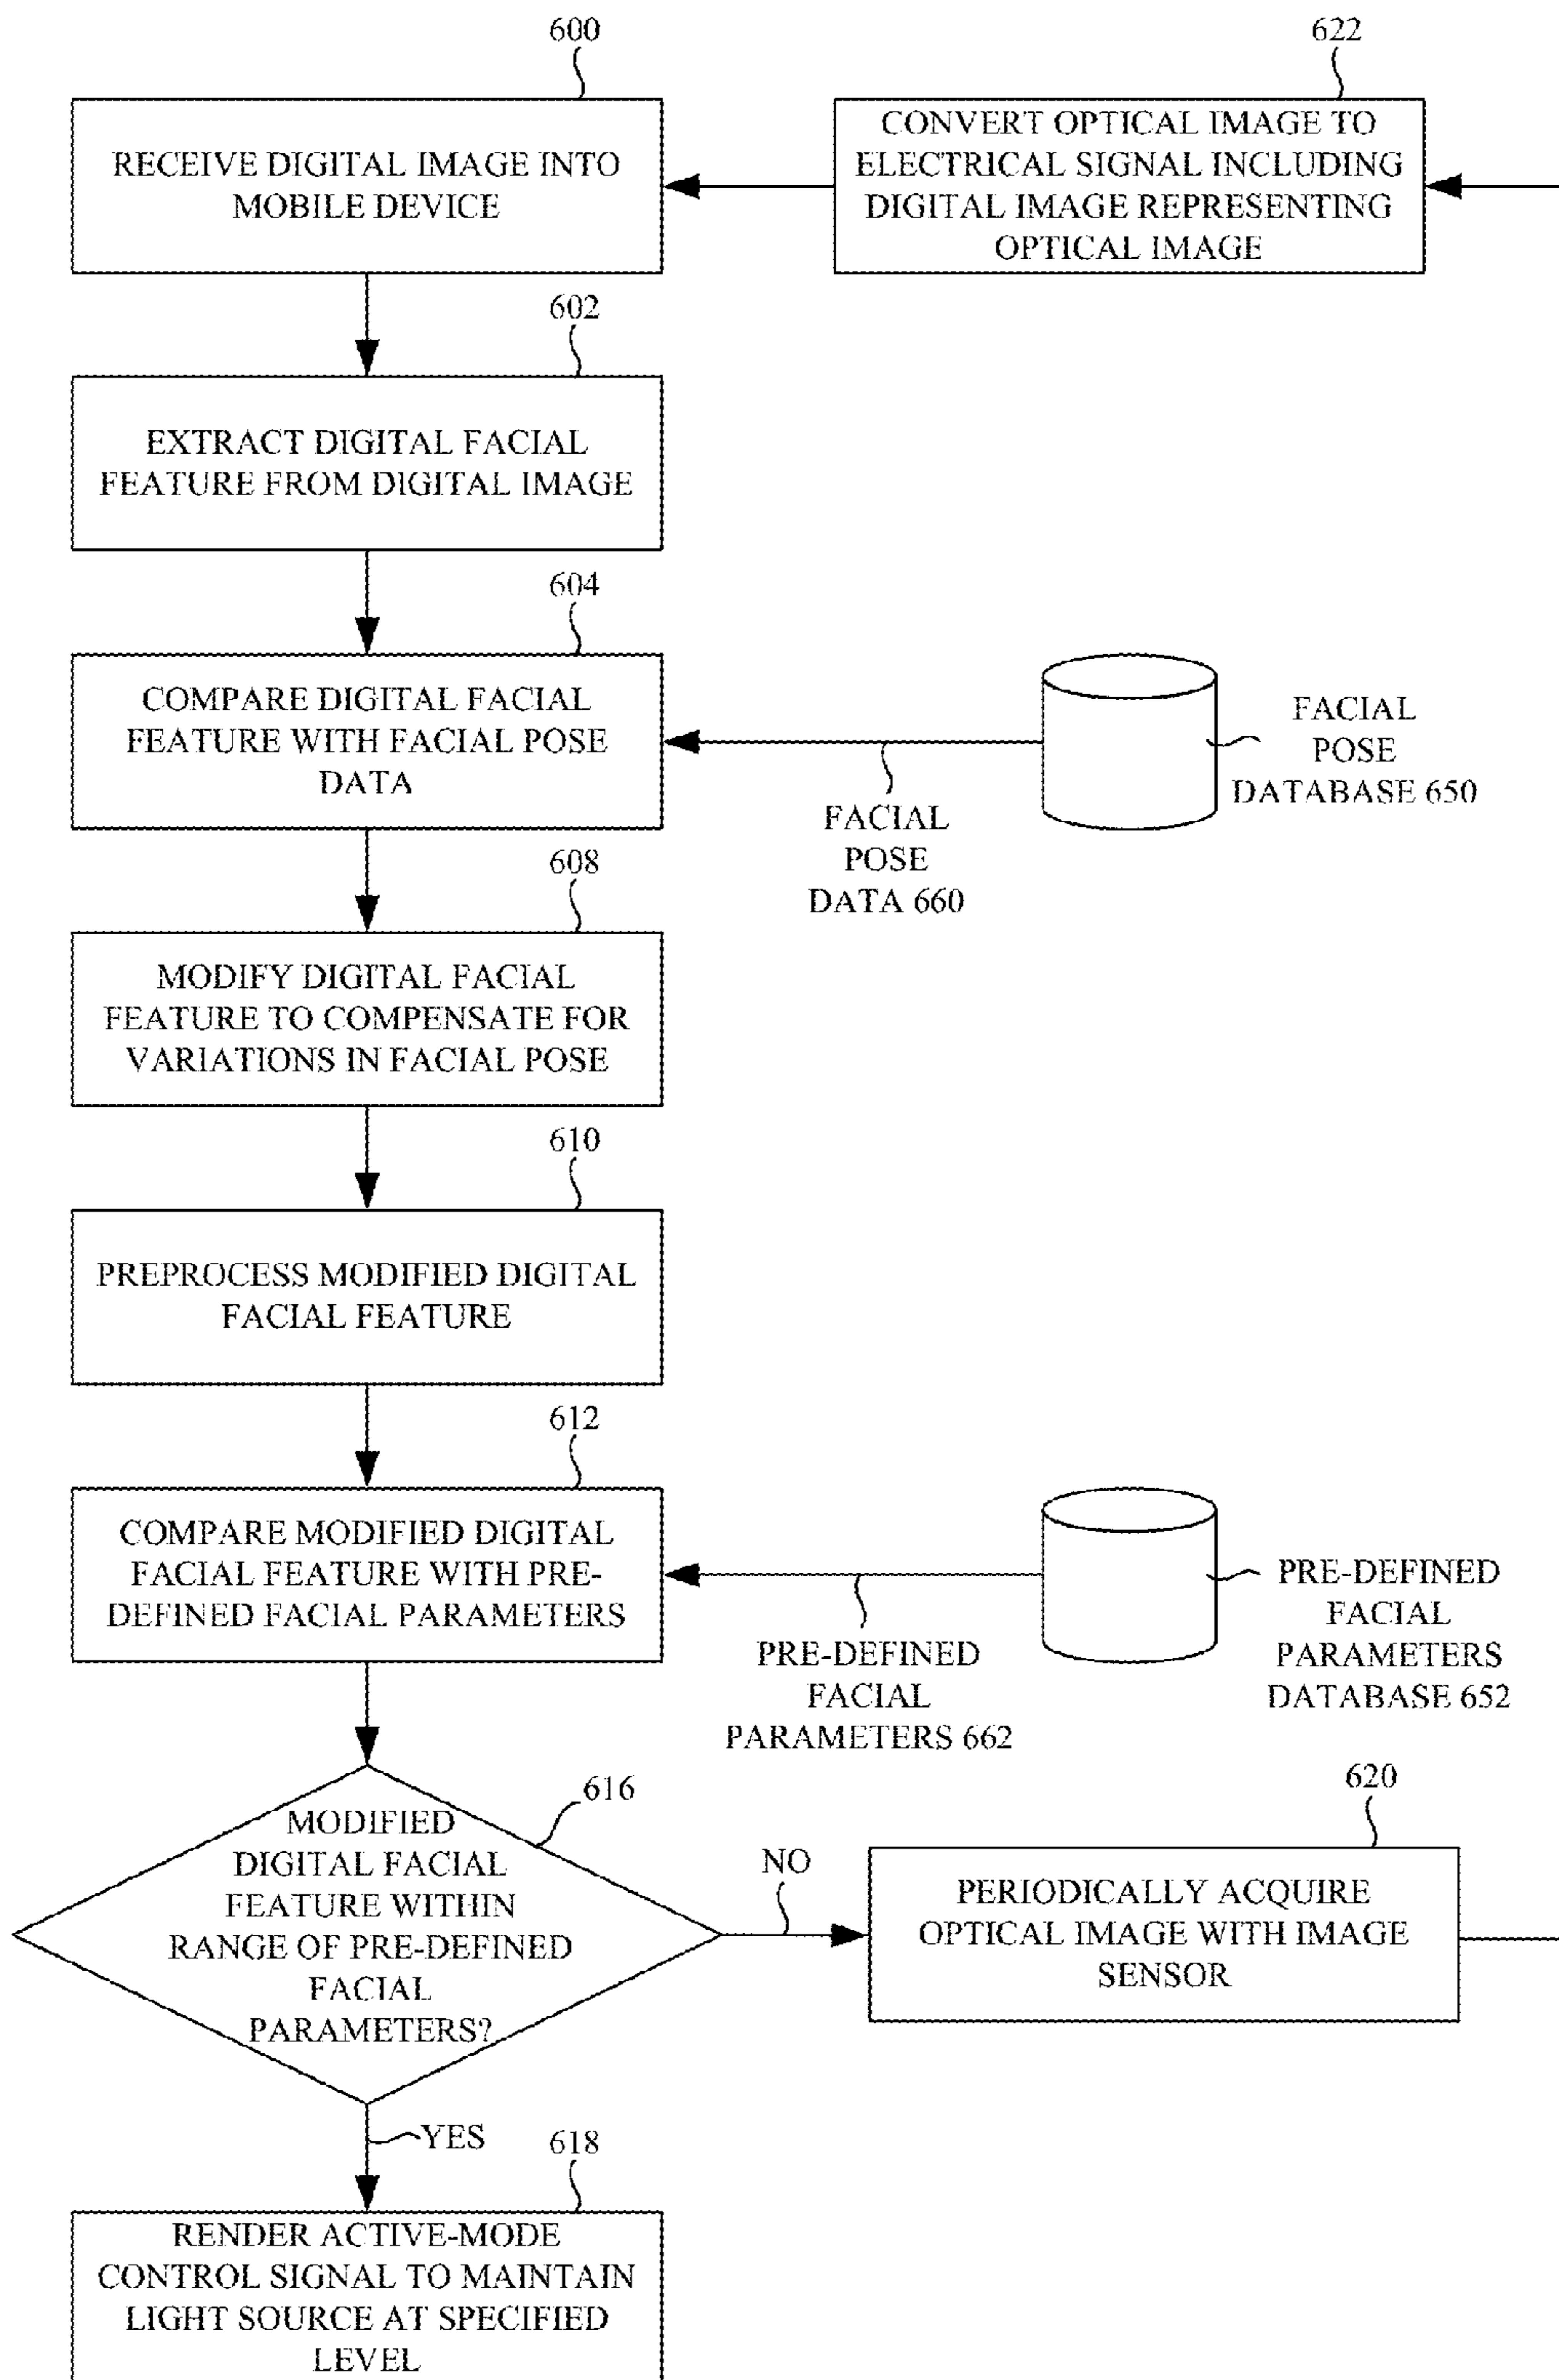 600
622
RECEIVE DIGITAL IMAGE INTO
MOBILE DEVICE
CONVERT OPTICAL IMAGE TO
ELECTRICAL SIGNAL INCLUDING
DIGITAL IMAGE REPRESENTING
OPTICAL IMAGE
602
EXTRACT DIGITAL FACIAL
FEATURE FROM DIGITAL IMAGE
604
COMPARE DIGITAL FACIAL
FEATURE WITH FACIAL POSE
DATA
FACIAL
POSE
DATABASE 650
FACIAL
POSE
DATA 660
608
MODIFY DIGITAL FACIAL
FEATURE TO COMPENSATE FOR
VARIATIONS IN FACIAL POSE
610
PREPROCESS MODIFIED DIGITAL
FACIAL FEATURE
612
COMPARE MODIFIED DIGITAL
FACIAL FEATURE WITH PRE-
DEFINED FACIAL PARAMETERS
PRE-DEFINED
FACIAL
PARAMETERS
DATABASE 652
PRE-DEFINED
FACIAL
PARAMETERS 662
616
MODIFIED
DIGITAL FACIAL
FEATURE WITHIN
RANGE OF PRE-DEFINED
FACIAL
PARAMETERS?
NO
620
PERIODICALLY ACQUIRE
OPTICAL IMAGE WITH IMAGE
SENSOR
YES
618
RENDER ACTIVE-MODE
CONTROL SIGNAL TO MAINTAIN
LIGHT SOURCE AT SPECIFIED
LEVEL